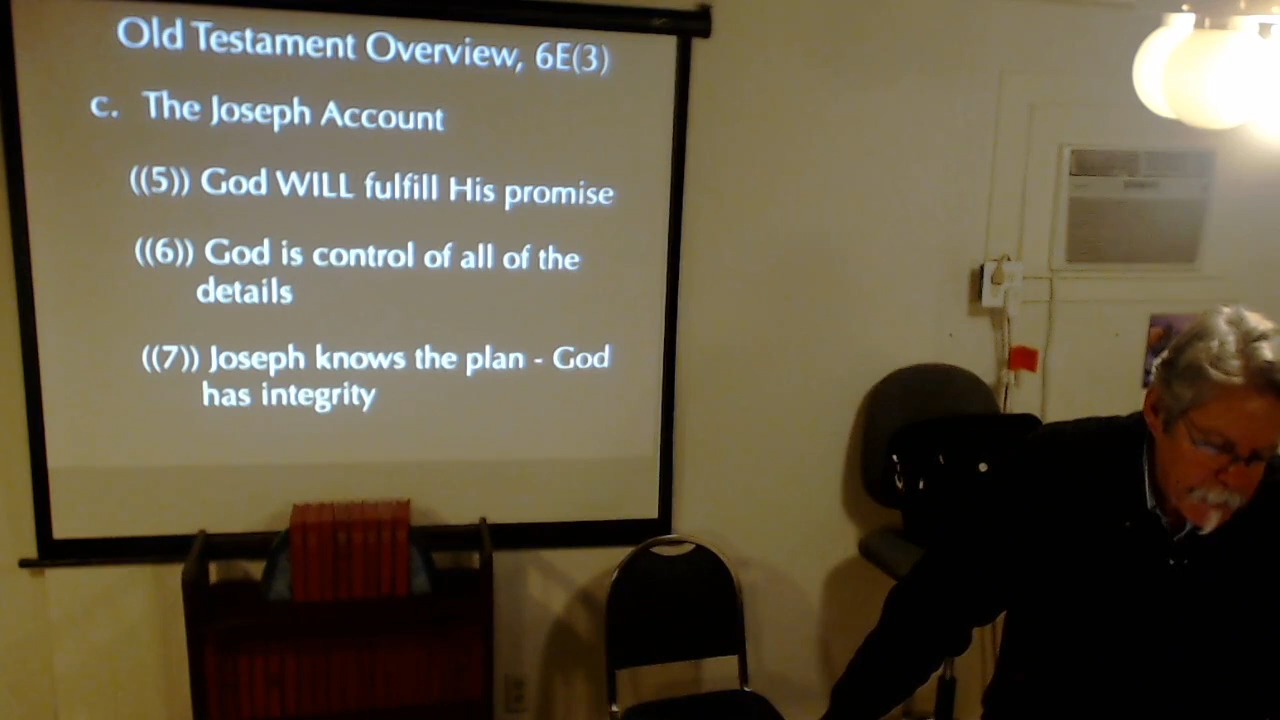 Old Testament Overview, 6E(3)
c. The Joseph Account
((5)) God WILL fulfill His promise
((6)) God is control of all of the
details
((7)) Joseph knows the plan - God
has integrity